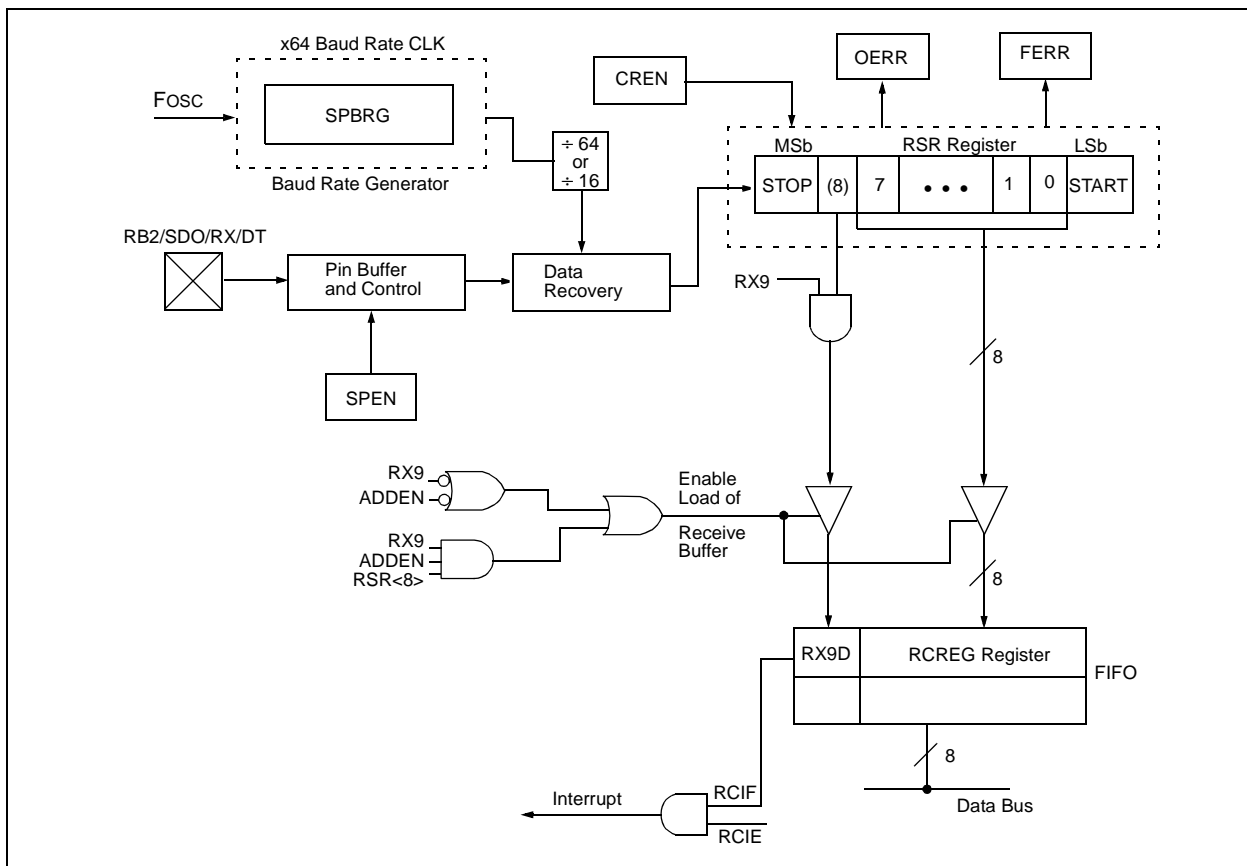 x64 Baud Rate CLK
FOSC
SPBRG
Baud Rate Generator
÷ 64
or
÷ 16
CREN
OERR
FERR
MSb
RSR Register
LSb
STOP
(8)
7
• • •
1
0
START
RB2/SDO/RX/DT
Pin Buffer
and Control
Data
Recovery
RX9
SPEN
8
RX9
ADDEN
RX9
ADDEN
RSR<8>
Enable
Load of
Receive
Buffer
8
RX9D
RCREG Register
FIFO
8
Data Bus
Interrupt
RCIF
RCIE